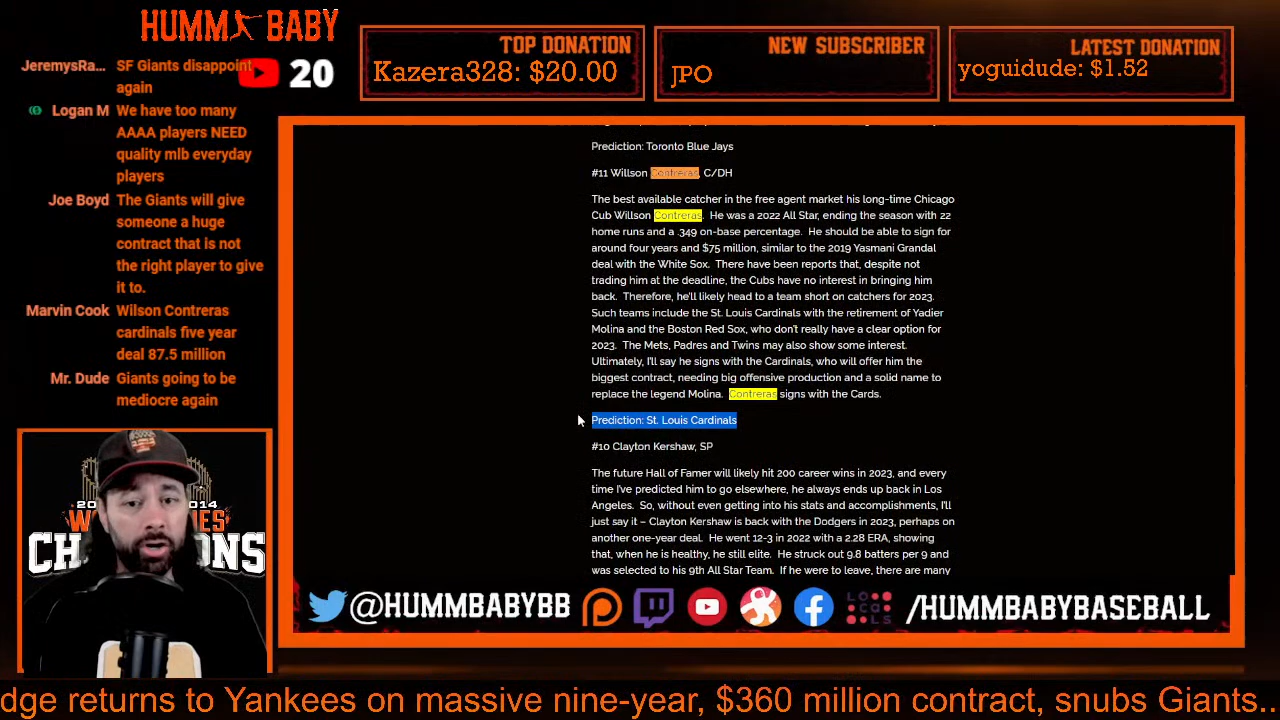 HUMM BABY
TOP DONATION
Kazera328: $20.00
NEW SUBSCRIBER
JPO
LATEST DONATION
yoguidude: $1.52
20
JeremysRa... SF Giants disappoint
again
Logan M We have too many
AAAA players NEED
quality mlb everyday
players
Joe Boyd The Giants will give
someone a huge
contract that is not
the right player to give
it to.
Marvin Cook Wilson Contreras
cardinals five year
deal 87.5 million
Mr. Dude Giants going to be
mediocre again
Prediction: Toronto Blue Jays
#11 Willson Contreras, C/DH
The best available catcher in the free agent market his long-time Chicago
Cub Willson Contreras. He was a 2022 All Star, ending the season with 22
home runs and a .349 on-base percentage. He should be able to sign for
around four years and $75 million, similar to the 2019 Yasmani Grandal
deal with the White Sox. There have been reports that, despite not
trading him at the deadline, the Cubs have no interest in bringing him
back. Therefore, he'll likely head to a team short on catchers for 2023.
Such teams include the St. Louis Cardinals with the retirement of Yadier
Molina and the Boston Red Sox, who don't really have a clear option for
2023. The Mets, Padres and Twins may also show some interest.
Ultimately, I'll say he signs with the Cardinals, who will offer him the
biggest contract, needing big offensive production and a solid name to
replace the legend Molina. Contreras signs with the Cards.
Prediction: St. Louis Cardinals
#10 Clayton Kershaw, SP
The future Hall of Famer will likely hit 200 career wins in 2023, and every
time I've predicted him to go elsewhere, he always ends up back in Los
Angeles. So, without even getting into his stats and accomplishments, I'll
just say it – Clayton Kershaw is back with the Dodgers in 2023, perhaps on
another one-year deal. He went 12-3 in 2022 with a 2.28 ERA, showing
that, when he is healthy, he still elite. He struck out 9.8 batters per 9 and
was selected to his 9th All Star Team. If he were to leave, there are many
20 014
CH ONS
@HUMMBABYBB
LOCALS
/HUMMBABYBASEBALL
dge returns to Yankees on massive nine-year, $360 million contract, snubs Giants..